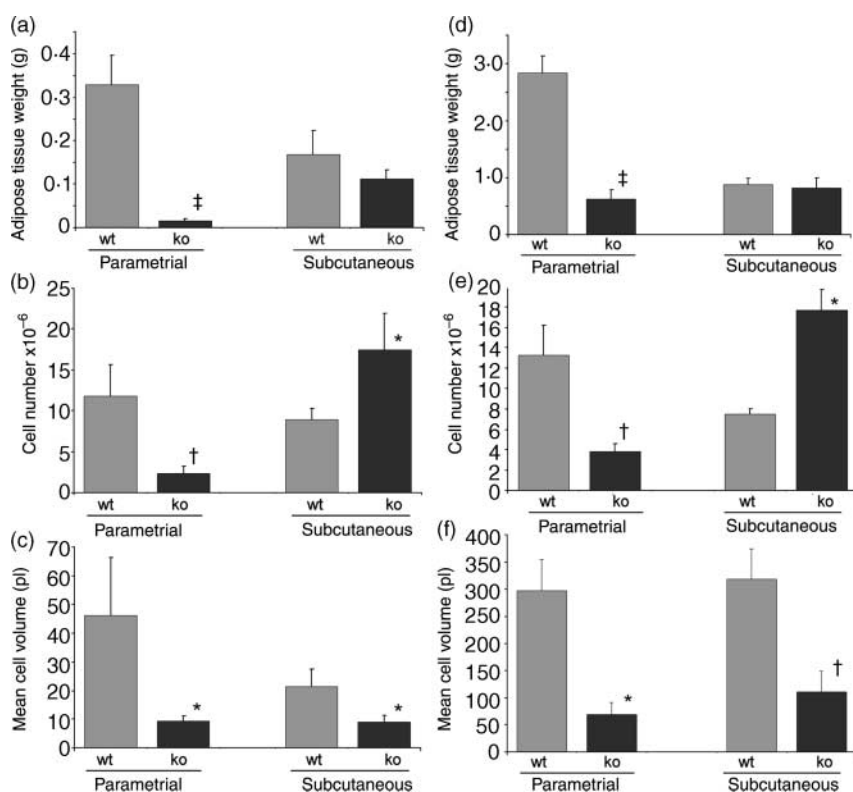 (a)
Adipose tissue weight (g)
0·4
0·3
0·2
0·1
0
‡
wt ko wt ko
Parametrial Subcutaneous
(b)
Cell number x10⁻⁶
25
20
15
10
5
0
†
*
wt ko wt ko
Parametrial Subcutaneous
(c)
Mean cell volume (pl)
70
60
50
40
30
20
10
0
*
*
wt ko wt ko
Parametrial Subcutaneous
(d)
Adipose tissue weight (g)
3·0
2·0
1·0
0
‡
wt ko wt ko
Parametrial Subcutaneous
(e)
Cell number x10⁻⁶
20
18
16
14
12
10
8
6
4
2
0
†
*
wt ko wt ko
Parametrial Subcutaneous
(f)
Mean cell volume (pl)
400
350
300
250
200
150
100
50
0
*
†
wt ko wt ko
Parametrial Subcutaneous